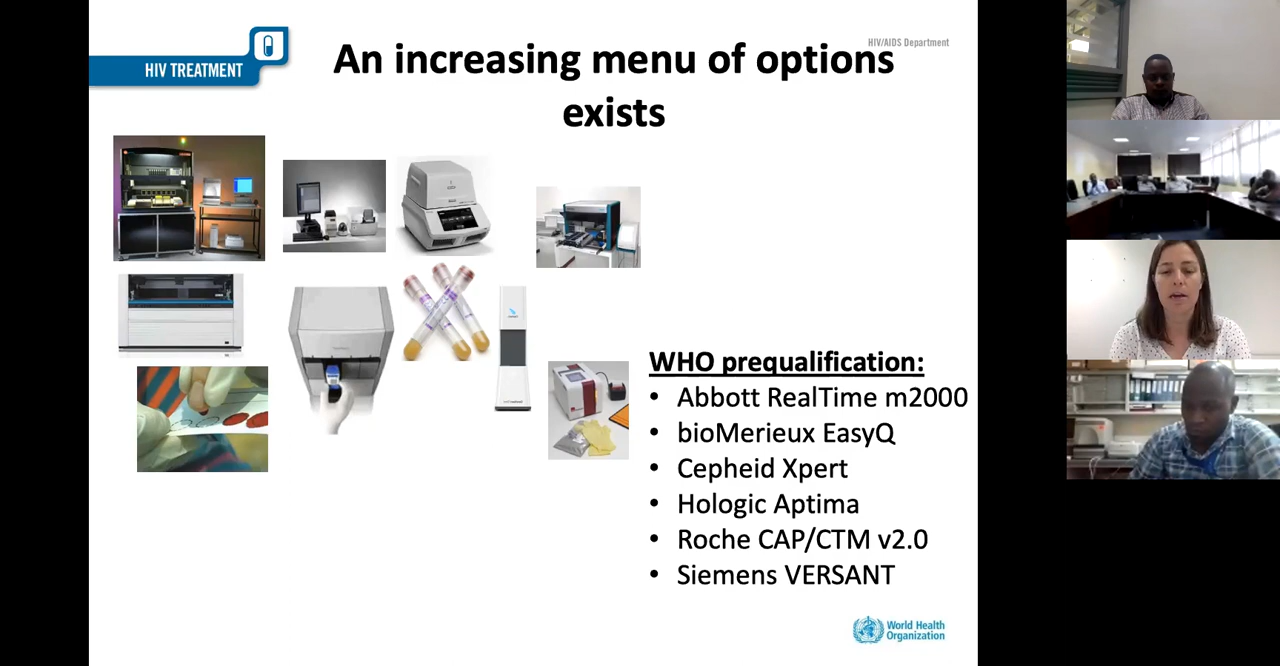 HIV/AIDS Department
HIV TREATMENT
An increasing menu of options
exists
WHO prequalification:
• Abbott RealTime m2000
• bioMerieux EasyQ
• Cepheid Xpert
• Hologic Aptima
• Roche CAP/CTM v2.0
• Siemens VERSANT
World Health
Organization